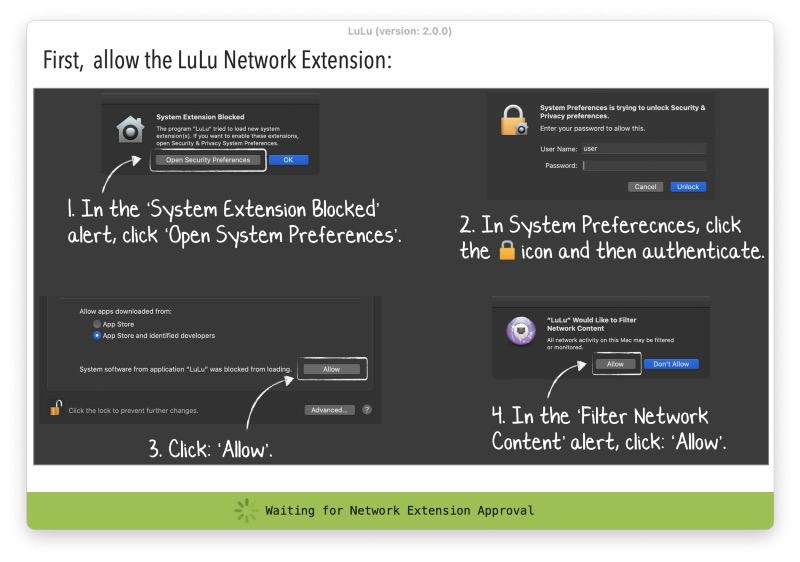 LuLu (version: 2.0.0)
First, allow the LuLu Network Extension:
System Extension Blocked
The program "LuLu" tried to load new system
extension(s). If you want to enable these extensions,
open Security & Privacy System Preferences.
Open Security Preferences
OK
1. In the 'System Extension Blocked'
alert, click 'Open System Preferences'.
System Preferences is trying to unlock Security &
Privacy preferences.
Enter your password to allow this.
User Name: user
Password:
Cancel
Unlock
2. In System Preferecnces, click
the 🔒 icon and then authenticate.
Allow apps downloaded from:
App Store
App Store and identified developers
System software from application "LuLu" was blocked from loading.
Allow
Click the lock to prevent further changes.
Advanced...
?
3. Click: 'Allow'.
"LuLu" Would Like to Filter
Network Content
All network activity on this Mac may be filtered
or monitored.
Allow
Don't Allow
4. In the 'Filter Network
Content' alert, click: 'Allow'.
Waiting for Network Extension Approval